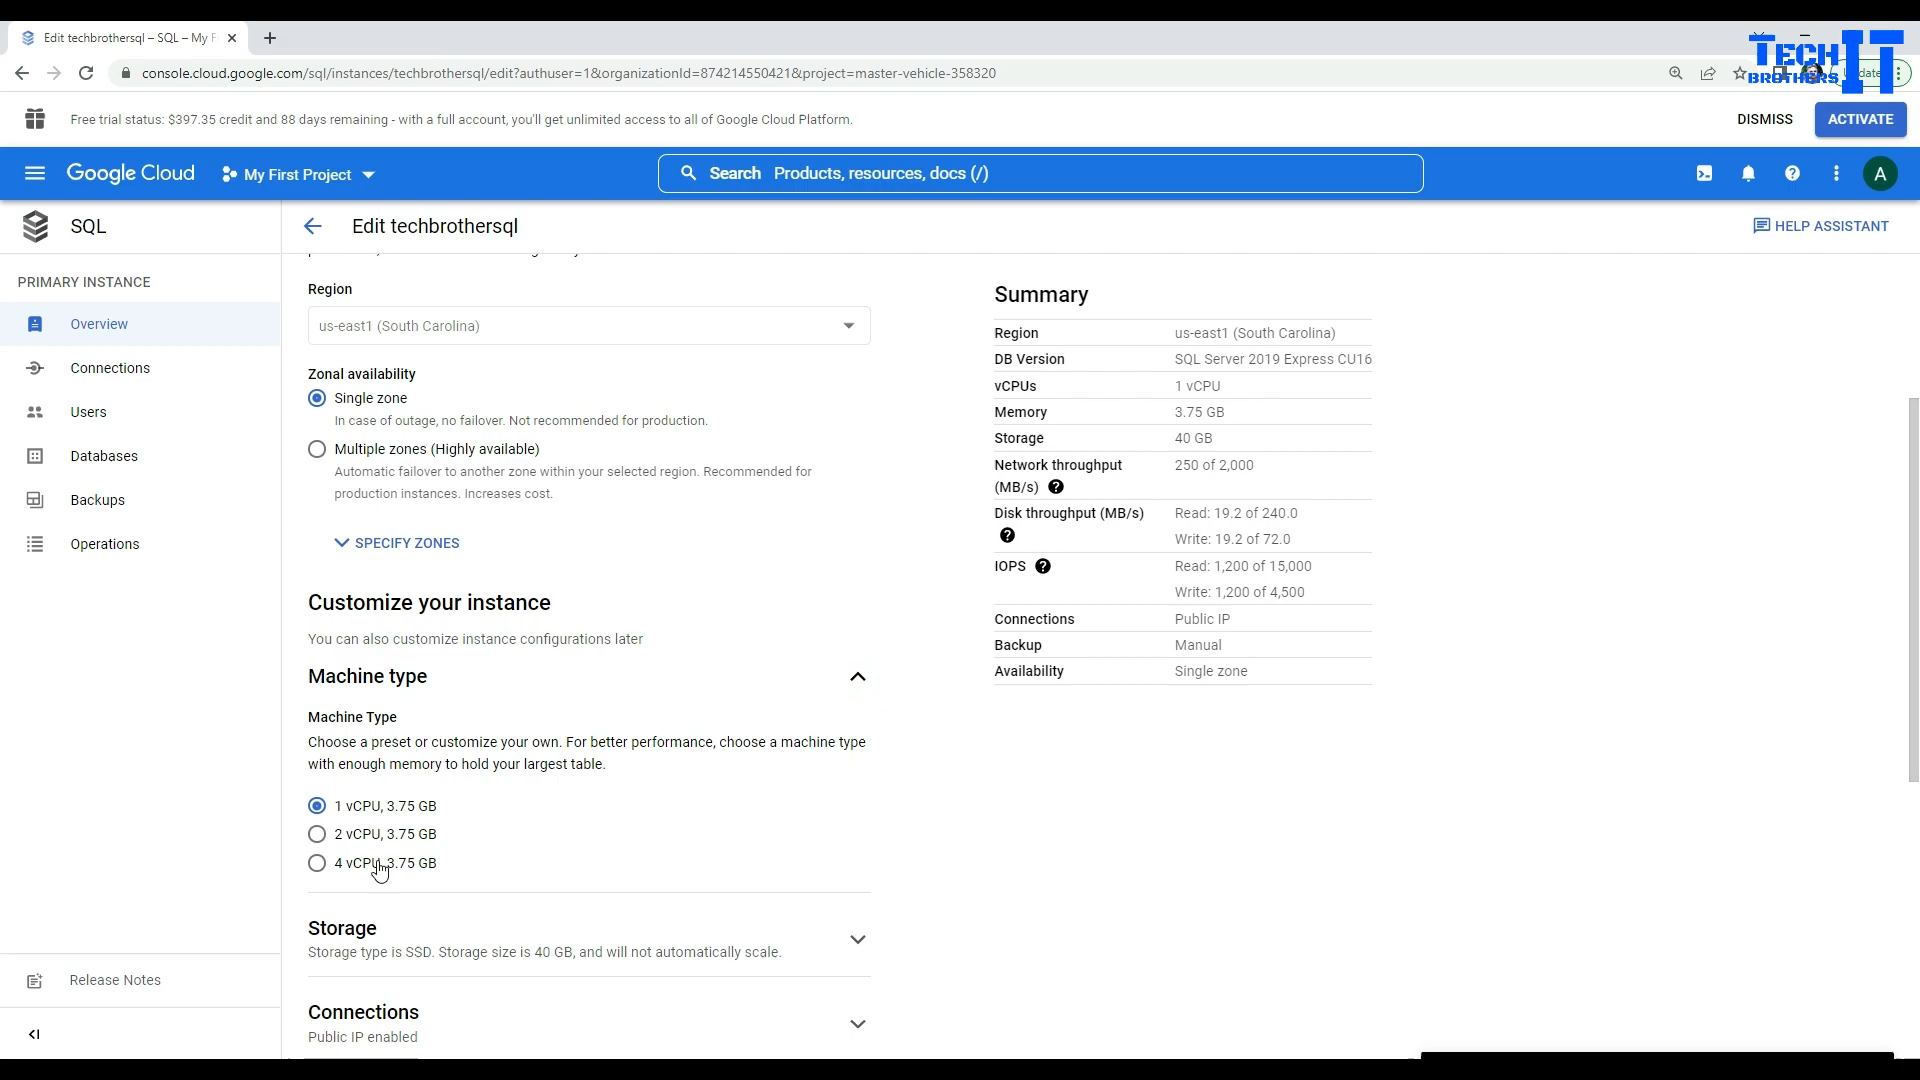 Edit techbrothersql – SQL – My F
console.cloud.google.com/sql/instances/techbrothersql/edit?authuser=1&organizationId=874214550421&project=master-vehicle-358320
TECH IT
BROTHERS
Free trial status: $397.35 credit and 88 days remaining - with a full account, you'll get unlimited access to all of Google Cloud Platform.
DISMISS
ACTIVATE
Google Cloud
My First Project
Search Products, resources, docs (/)
A
SQL
Edit techbrothersql
HELP ASSISTANT
PRIMARY INSTANCE
Overview
Connections
Users
Databases
Backups
Operations
Release Notes
Region
us-east1 (South Carolina)
Zonal availability
Single zone
In case of outage, no failover. Not recommended for production.
Multiple zones (Highly available)
Automatic failover to another zone within your selected region. Recommended for
production instances. Increases cost.
SPECIFY ZONES
Customize your instance
You can also customize instance configurations later
Machine type
Machine Type
Choose a preset or customize your own. For better performance, choose a machine type
with enough memory to hold your largest table.
1 vCPU, 3.75 GB
2 vCPU, 3.75 GB
4 vCPU, 3.75 GB
Storage
Storage type is SSD. Storage size is 40 GB, and will not automatically scale.
Connections
Public IP enabled
Summary
Region us-east1 (South Carolina)
DB Version SQL Server 2019 Express CU16
vCPUs 1 vCPU
Memory 3.75 GB
Storage 40 GB
Network throughput 250 of 2,000
(MB/s)
Disk throughput (MB/s) Read: 19.2 of 240.0
Write: 19.2 of 72.0
IOPS Read: 1,200 of 15,000
Write: 1,200 of 4,500
Connections Public IP
Backup Manual
Availability Single zone